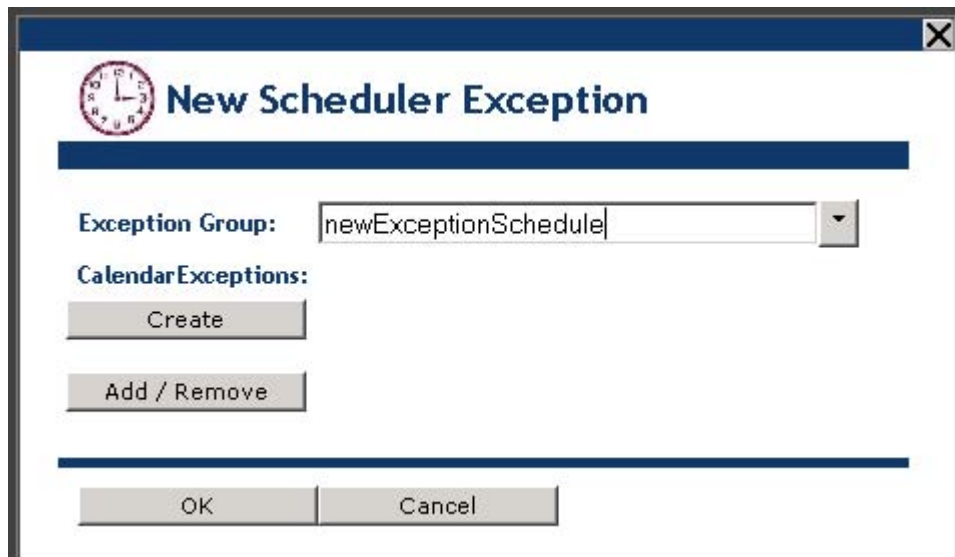 New Scheduler Exception
Exception Group: newExceptionSchedule
CalendarExceptions:
Create
Add / Remove
OK Cancel